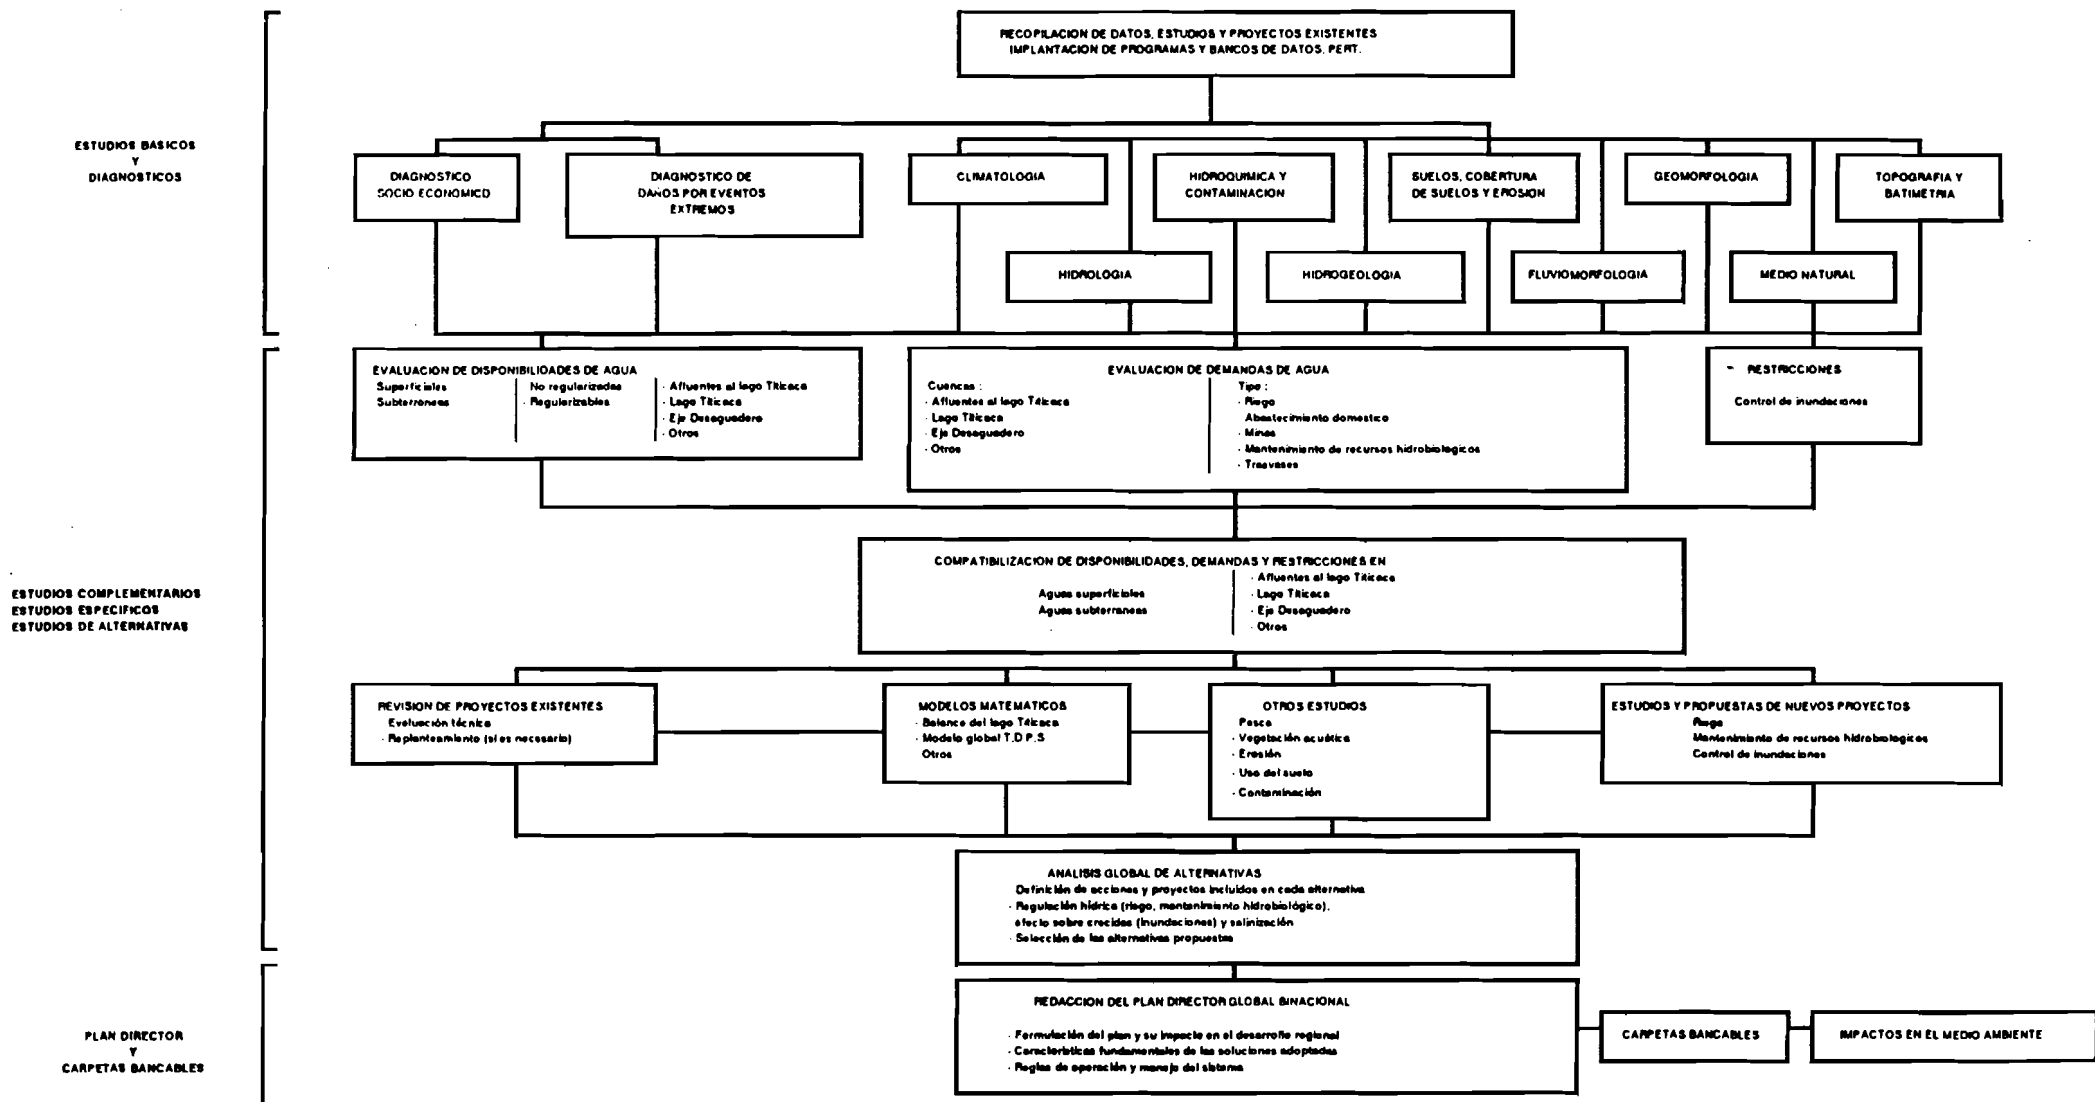 RECOPILACION DE DATOS, ESTUDIOS Y PROYECTOS EXISTENTES
IMPLANTACION DE PROGRAMAS Y BANCOS DE DATOS, PERT.
ESTUDIOS BASICOS
Y
DIAGNOSTICOS
DIAGNOSTICO
SOCIO ECONOMICO
DIAGNOSTICO DE
DAÑOS POR EVENTOS
EXTREMOS
CLIMATOLOGIA
HIDROQUIMICA Y
CONTAMINACION
SUELOS, COBERTURA
DE SUELOS Y EROSION
GEOMORFOLOGIA
TOPOGRAFIA Y
BATIMETRIA
HIDROLOGIA
HIDROGEOLOGIA
FLUVIOMORFOLOGIA
MEDIO NATURAL
EVALUACION DE DISPONIBILIDADES DE AGUA
Superficiales
Subterraneas
No regularizadas
· Regularizables
· Afluentes al lago Titicaca
· Lago Titicaca
· Eje Desaguadero
· Otros
EVALUACION DE DEMANDAS DE AGUA
Cuencas :
· Afluentes al lago Titicaca
· Lago Titicaca
· Eje Desaguadero
· Otros
Tipo :
· Riego
Abastecimiento domestico
· Minas
· Mantenimiento de recursos hidrobiologicos
· Trasvases
- RESTRICCIONES
Control de inundaciones
ESTUDIOS COMPLEMENTARIOS
ESTUDIOS ESPECIFICOS
ESTUDIOS DE ALTERNATIVAS
COMPATIBILIZACION DE DISPONIBILIDADES, DEMANDAS Y RESTRICCIONES EN
Aguas superficiales
Aguas subterraneas
· Afluentes al lago Titicaca
· Lago Titicaca
· Eje Desaguadero
· Otros
REVISION DE PROYECTOS EXISTENTES
Evaluación técnica
· Replanteamiento (si es necesario)
MODELOS MATEMATICOS
· Balance del lago Titicaca
· Modelo global T.D.P.S
Otros
OTROS ESTUDIOS
Pesca
· Vegetación acuática
· Erosión
· Uso del suelo
· Contaminación
ESTUDIOS Y PROPUESTAS DE NUEVOS PROYECTOS
Riego
Mantenimiento de recursos hidrobiologicos
Control de inundaciones
ANALISIS GLOBAL DE ALTERNATIVAS
Definición de acciones y proyectos incluidos en cada alternativa
· Regulación hídrica (riego, mantenimiento hidrobiológico),
efecto sobre crecidas (inundaciones) y salinización
· Selección de las alternativas propuestas
PLAN DIRECTOR
Y
CARPETAS BANCABLES
REDACCION DEL PLAN DIRECTOR GLOBAL BINACIONAL
· Formulación del plan y su impacto en el desarrollo regional
· Características fundamentales de las soluciones adoptadas
· Reglas de operación y manejo del sistema
CARPETAS BANCABLES
IMPACTOS EN EL MEDIO AMBIENTE